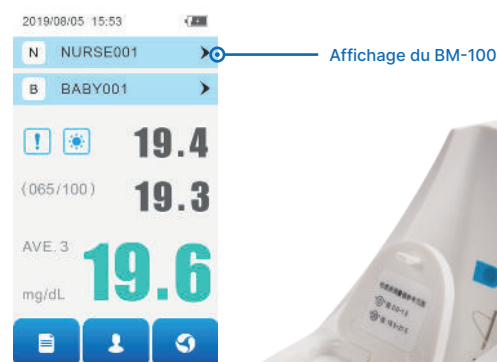 2019/08/05 15:53
N NURSE001
Affichage du BM-100
B BABY001
19.4
(065/100)
19.3
AVE. 3
19.6
mg/dL